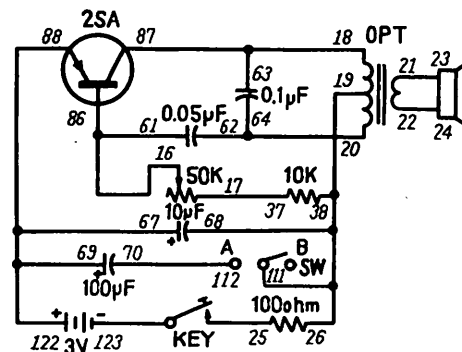 2SA
88 87 18 OPT
63 19 21 23
0.1µF
86 0.05µF 64 22 24
61 62 20
16 50K 17 10K
37 38
10µF
67 68
+
69 70 A B
SW
112 111
+
100µF
100ohm
+ -
122 123 KEY 25 26
3V